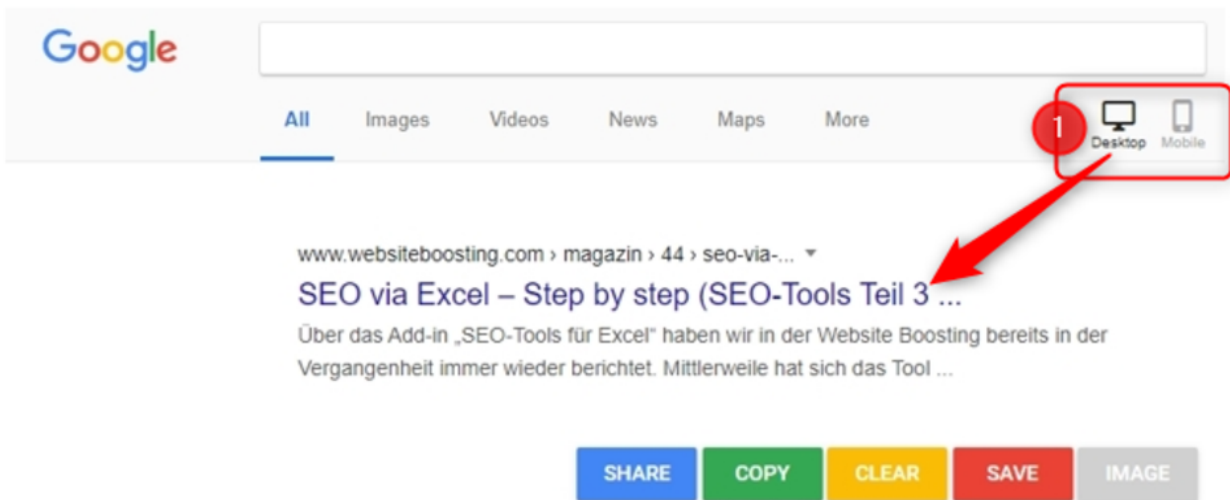 Google
All Images Videos News Maps More
1
Desktop Mobile
www.websiteboosting.com › magazin › 44 › seo-via-...
SEO via Excel – Step by step (SEO-Tools Teil 3 ...
Über das Add-in „SEO-Tools für Excel“ haben wir in der Website Boosting bereits in der
Vergangenheit immer wieder berichtet. Mittlerweile hat sich das Tool ...
SHARE COPY CLEAR SAVE IMAGE